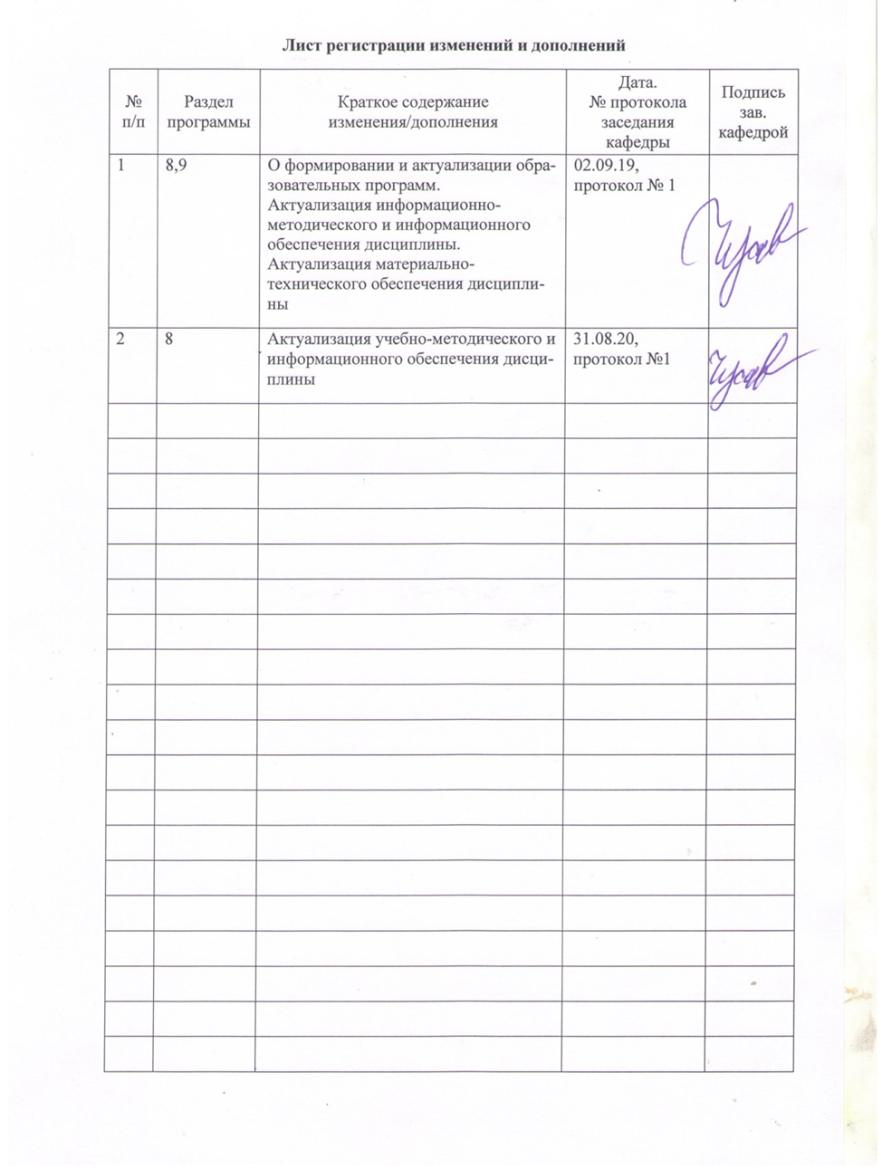 Лист регистрации изменений и дополнений
№ п/п
Раздел программы
Краткое содержание изменения/дополнения
Дата. № протокола заседания кафедры
Подпись зав. кафедрой
1
8,9
О формировании и актуализации обра-
зовательных программ.
Актуализация информационно-
методического и информационного
обеспечения дисциплины.
Актуализация материально-
технического обеспечения дисципли-
ны
02.09.19,
протокол № 1
2
8
Актуализация учебно-методического и
информационного обеспечения дисци-
плины
31.08.20,
протокол №1